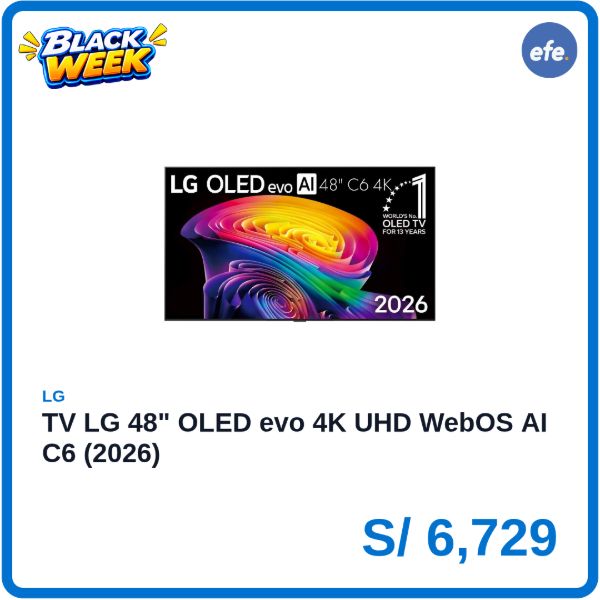 BLACK
WEEK
efe.
LG OLED evo AI 48" C6 4K
1
WORLD'S No.
OLED TV
FOR 13 YEARS
2026
LG
TV LG 48" OLED evo 4K UHD WebOS AI
C6 (2026)
S/ 6,729